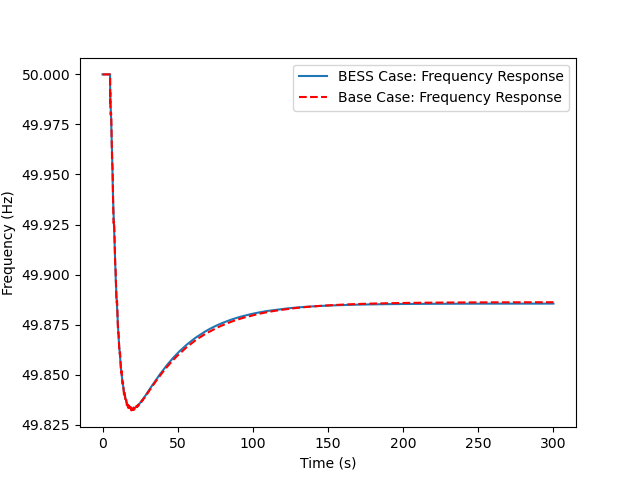 BESS Case: Frequency Response
Base Case: Frequency Response
50.000
49.975
49.950
49.925
49.900
49.875
49.850
49.825
Frequency (Hz)
0 50 100 150 200 250 300
Time (s)